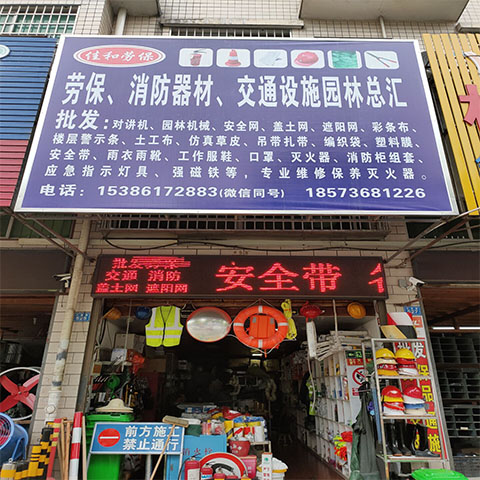 佳和劳保
劳保、消防器材、交通设施园林总汇
批发：对讲机、园林机械、安全网、盖土网、遮阳网、彩条布、
楼层警示条、土工布、仿真草皮、吊带扎带、编织袋、塑料膜、
安全带、雨衣雨靴、工作服鞋、口罩、灭火器、消防柜组套、
应急指示灯具、强磁铁等，专业维修保养灭火器。
电话：15386172883(微信同号) 18573681226
批发劳保
交通 消防
盖土网 遮阳网
安全带
前方施工
禁止通行